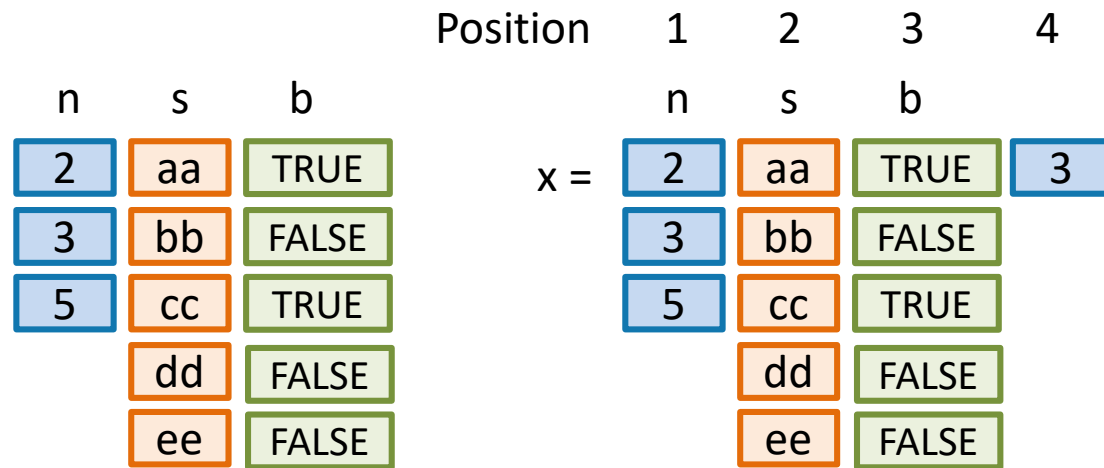 Position 1 2 3 4
n s b n s b
2 aa TRUE x = 2 aa TRUE 3
3 bb FALSE 3 bb FALSE
5 cc TRUE 5 cc TRUE
dd FALSE dd FALSE
ee FALSE ee FALSE